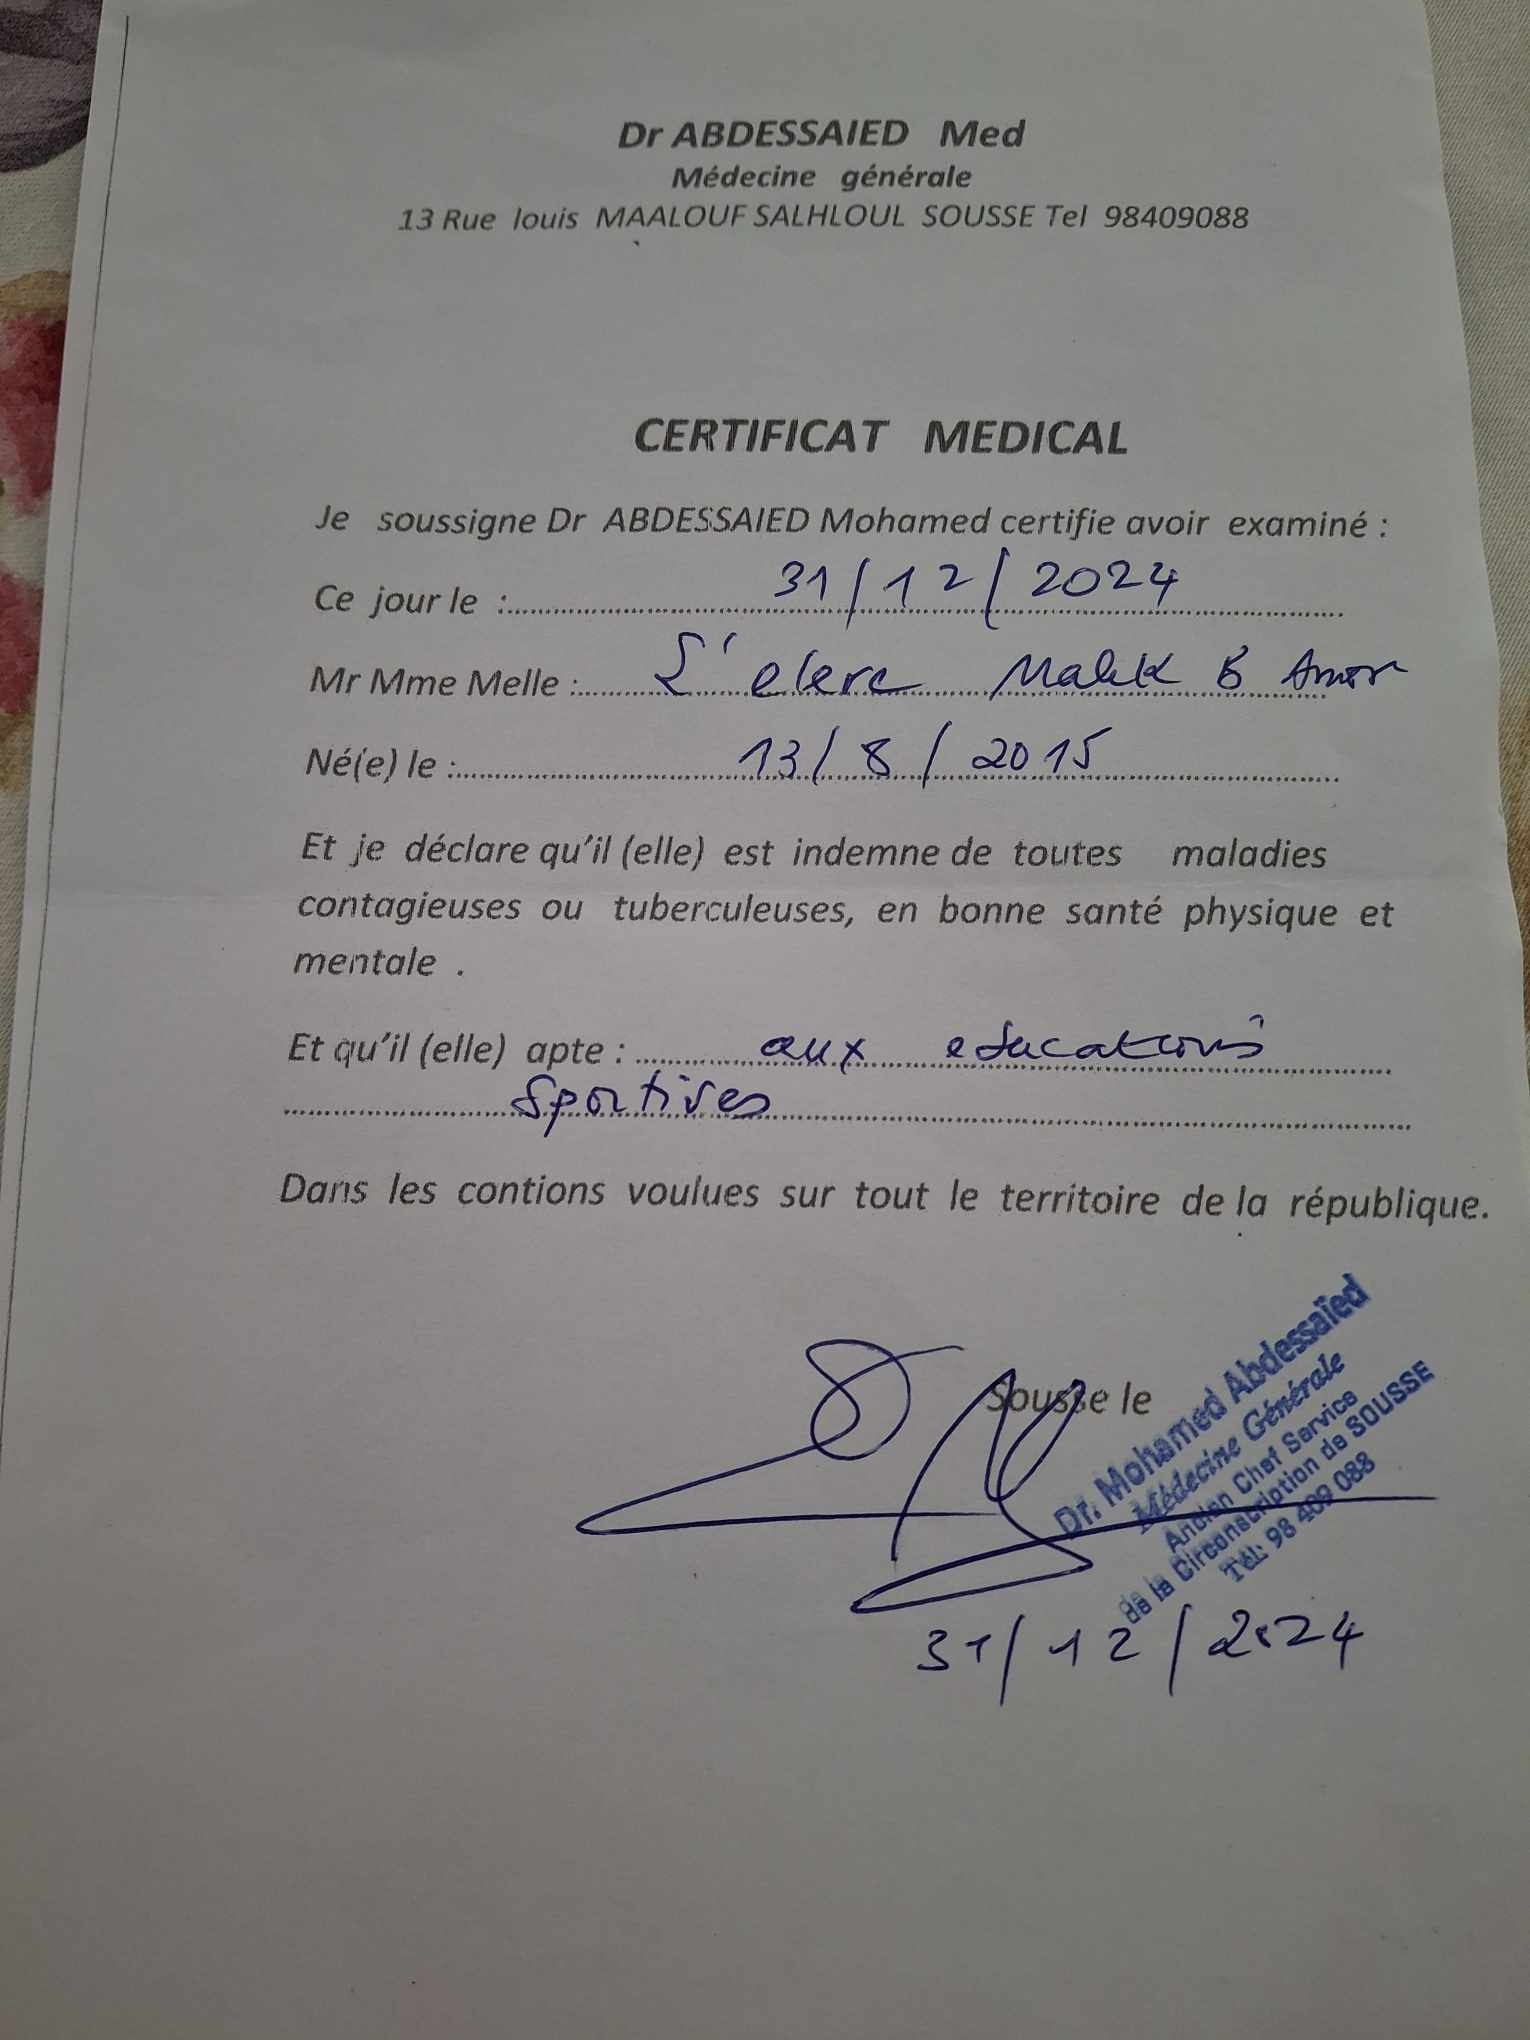 Dr ABDESSAIED Med
Médecine générale
13 Rue louis MAALOUF SALHLOUL SOUSSE Tel 98409088
CERTIFICAT MEDICAL
Je soussigne Dr ABDESSAIED Mohamed certifie avoir examiné :
Ce jour le : 31/12/2024
Mr Mme Melle : L'eleve Malek B Amor
Né(e) le : 13/8/2015
Et je déclare qu'il (elle) est indemne de toutes maladies
contagieuses ou tuberculeuses, en bonne santé physique et
mentale .
Et qu'il (elle) apte : aux educations
Sportives
Dans les contions voulues sur tout le territoire de la république.
Sousse le
Dr. Mohamed Abdessaïed
Médecine Générale
Ancien Chef Service
de la Circonscription de SOUSSE
Tél: 98 409 088
31/12/2024